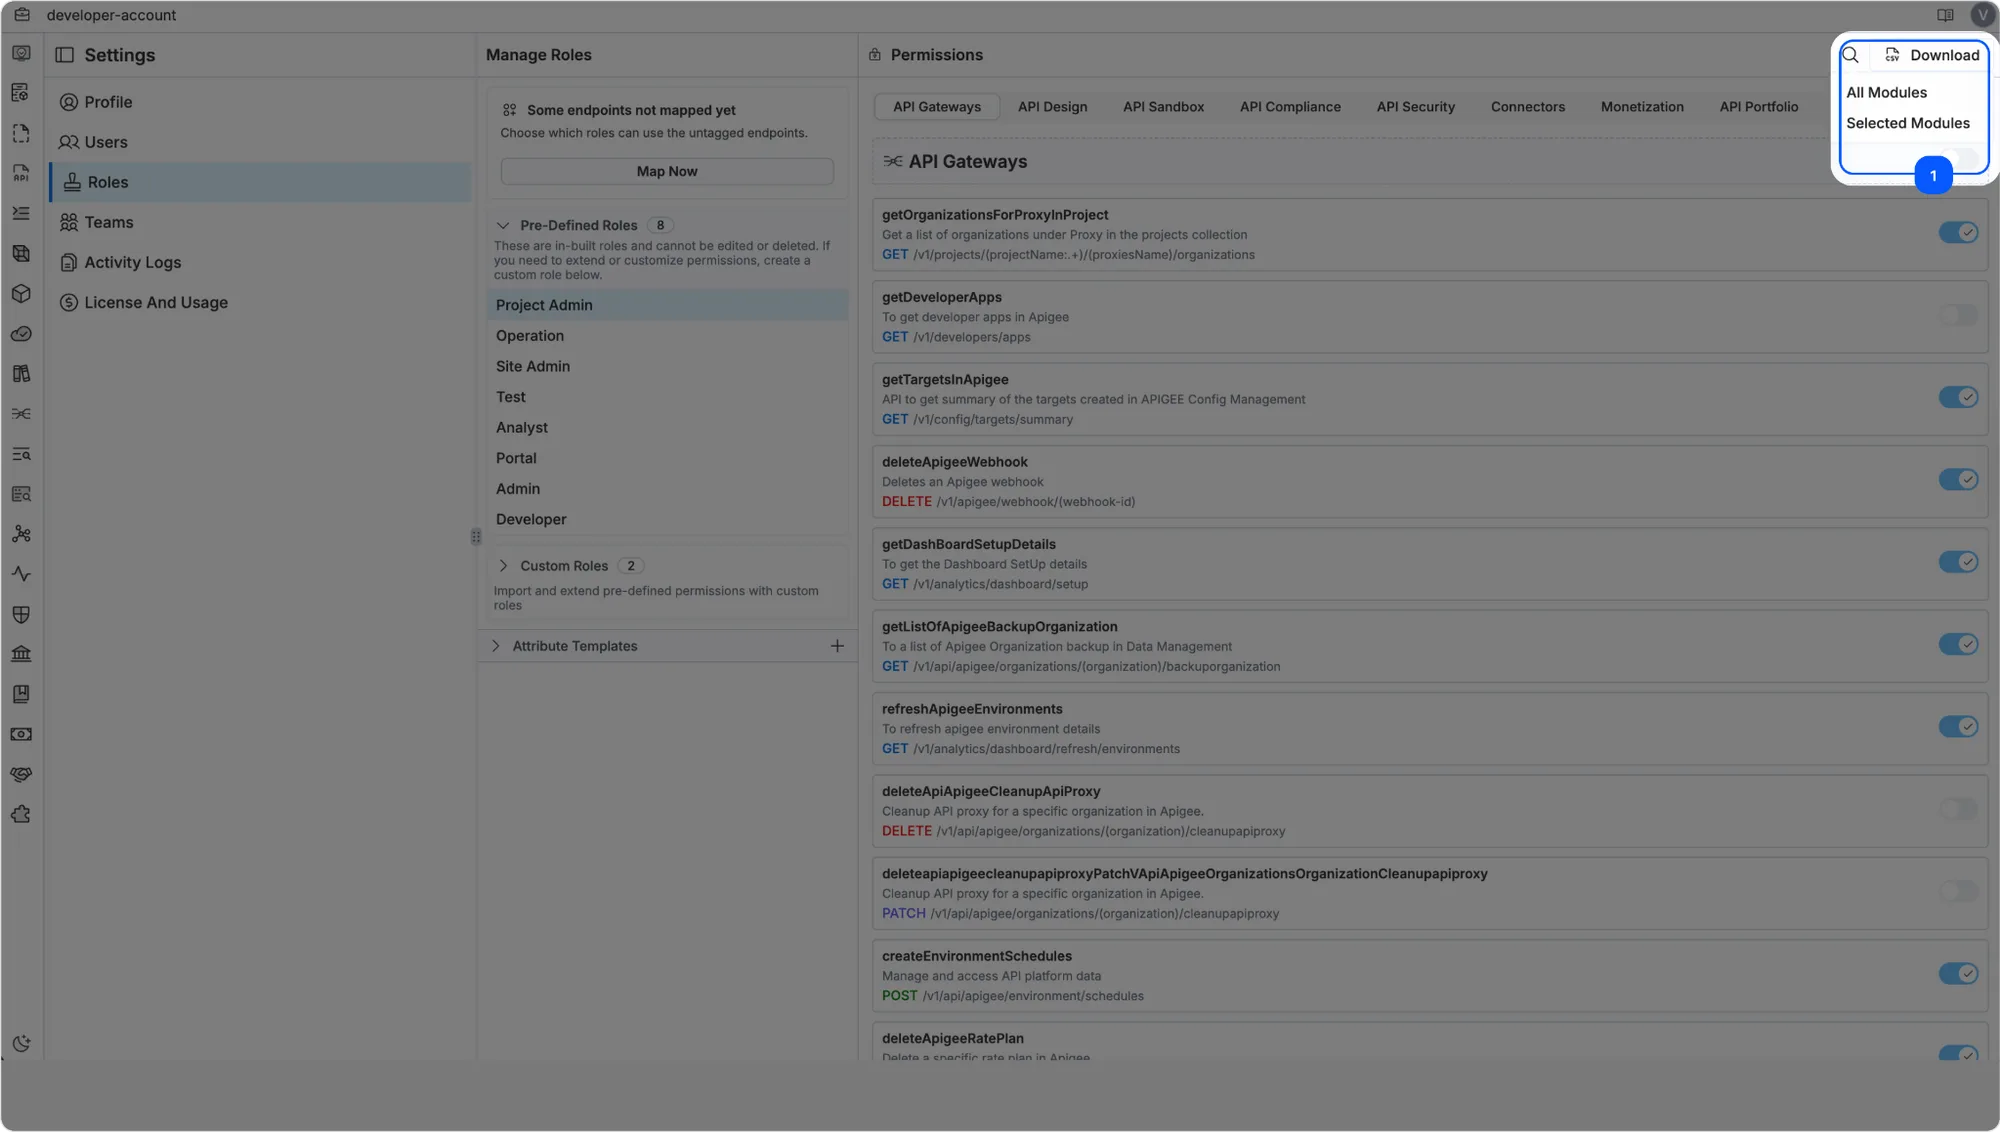 developer-account
V
Settings
Profile
Users
Roles
Teams
Activity Logs
License And Usage
API
Manage Roles
Some endpoints not mapped yet
Choose which roles can use the untagged endpoints.
Map Now
Pre-Defined Roles 8
These are in-built roles and cannot be edited or deleted. If
you need to extend or customize permissions, create a
custom role below.
Project Admin
Operation
Site Admin
Test
Analyst
Portal
Admin
Developer
Custom Roles 2
Import and extend pre-defined permissions with custom
roles
Attribute Templates
Permissions
CSV Download
All Modules
Selected Modules
1
API Gateways API Design API Sandbox API Compliance API Security Connectors Monetization API Portfolio
API Gateways
getOrganizationsForProxyInProject
Get a list of organizations under Proxy in the projects collection
GET /v1/projects/(projectName:.+)/(proxiesName)/organizations
getDeveloperApps
To get developer apps in Apigee
GET /v1/developers/apps
getTargetsInApigee
API to get summary of the targets created in APIGEE Config Management
GET /v1/config/targets/summary
deleteApigeeWebhook
Deletes an Apigee webhook
DELETE /v1/apigee/webhook/(webhook-id)
getDashBoardSetupDetails
To get the Dashboard SetUp details
GET /v1/analytics/dashboard/setup
getListOfApigeeBackupOrganization
To a list of Apigee Organization backup in Data Management
GET /v1/api/apigee/organizations/(organization)/backuporganization
refreshApigeeEnvironments
To refresh apigee environment details
GET /v1/analytics/dashboard/refresh/environments
deleteApiApigeeCleanupApiProxy
Cleanup API proxy for a specific organization in Apigee.
DELETE /v1/api/apigee/organizations/(organization)/cleanupapiproxy
deleteapiapigeecleanupapiproxyPatchVApiApigeeOrganizationsOrganizationCleanupapiproxy
Cleanup API proxy for a specific organization in Apigee.
PATCH /v1/api/apigee/organizations/(organization)/cleanupapiproxy
createEnvironmentSchedules
Manage and access API platform data
POST /v1/api/apigee/environment/schedules
deleteApigeeRatePlan
Delete a specific rate plan in Apigee